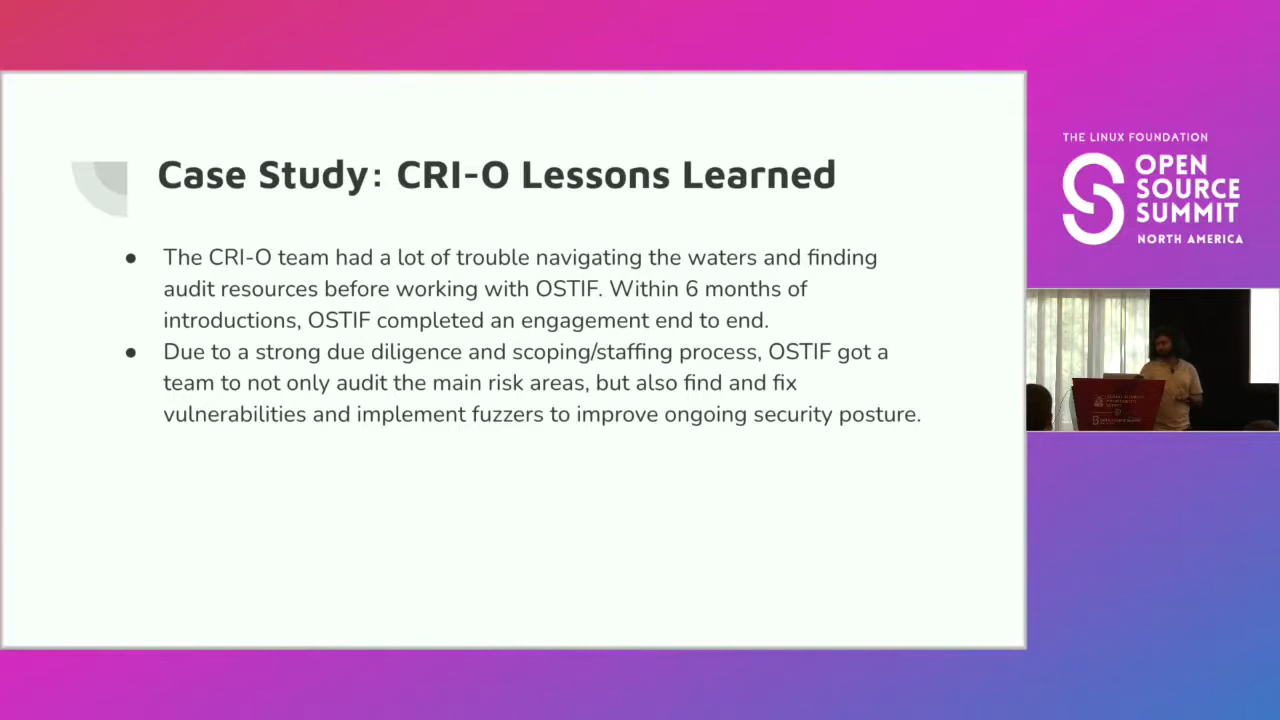 Case Study: CRI-O Lessons Learned
● The CRI-O team had a lot of trouble navigating the waters and finding
audit resources before working with OSTIF. Within 6 months of
introductions, OSTIF completed an engagement end to end.
● Due to a strong due diligence and scoping/staffing process, OSTIF got a
team to not only audit the main risk areas, but also find and fix
vulnerabilities and implement fuzzers to improve ongoing security posture.
THE LINUX FOUNDATION
OPEN
SOURCE
SUMMIT
NORTH AMERICA